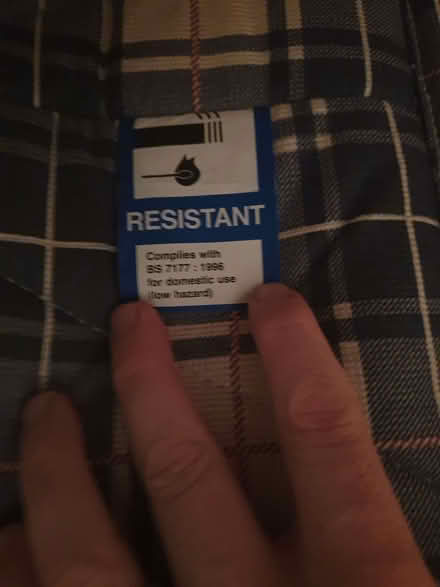 RESISTANT
Complies with
BS 7177 : 1996
for domestic use
(low hazard)